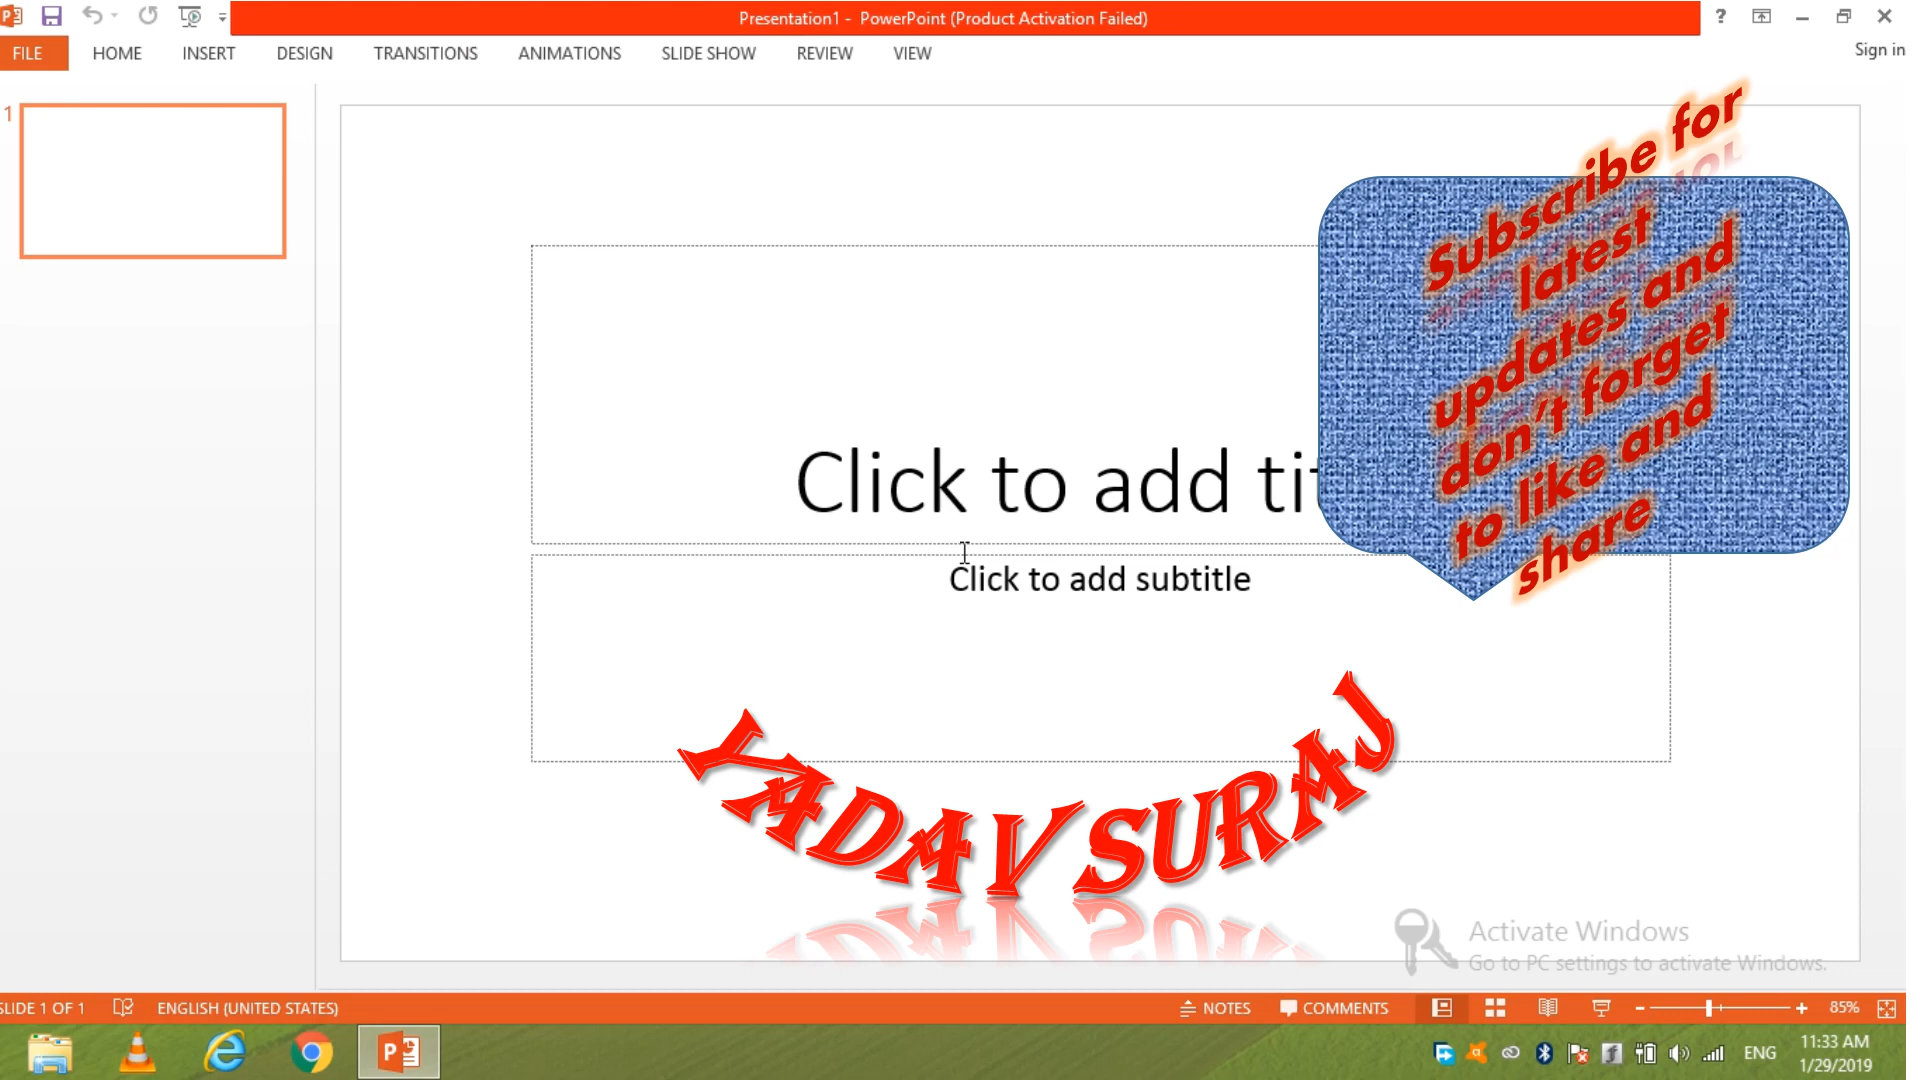 Presentation1 - PowerPoint (Product Activation Failed)
?
FILE HOME INSERT DESIGN TRANSITIONS ANIMATIONS SLIDE SHOW REVIEW VIEW
Sign in
1
Subscribe for
latest
updates and
don't forget
to like and
share
Click to add tit
Click to add subtitle
YADAV SURAJ
Activate Windows
Go to PC settings to activate Windows.
SLIDE 1 OF 1 ENGLISH (UNITED STATES) NOTES COMMENTS 85%
ENG
11:33 AM
1/29/2019